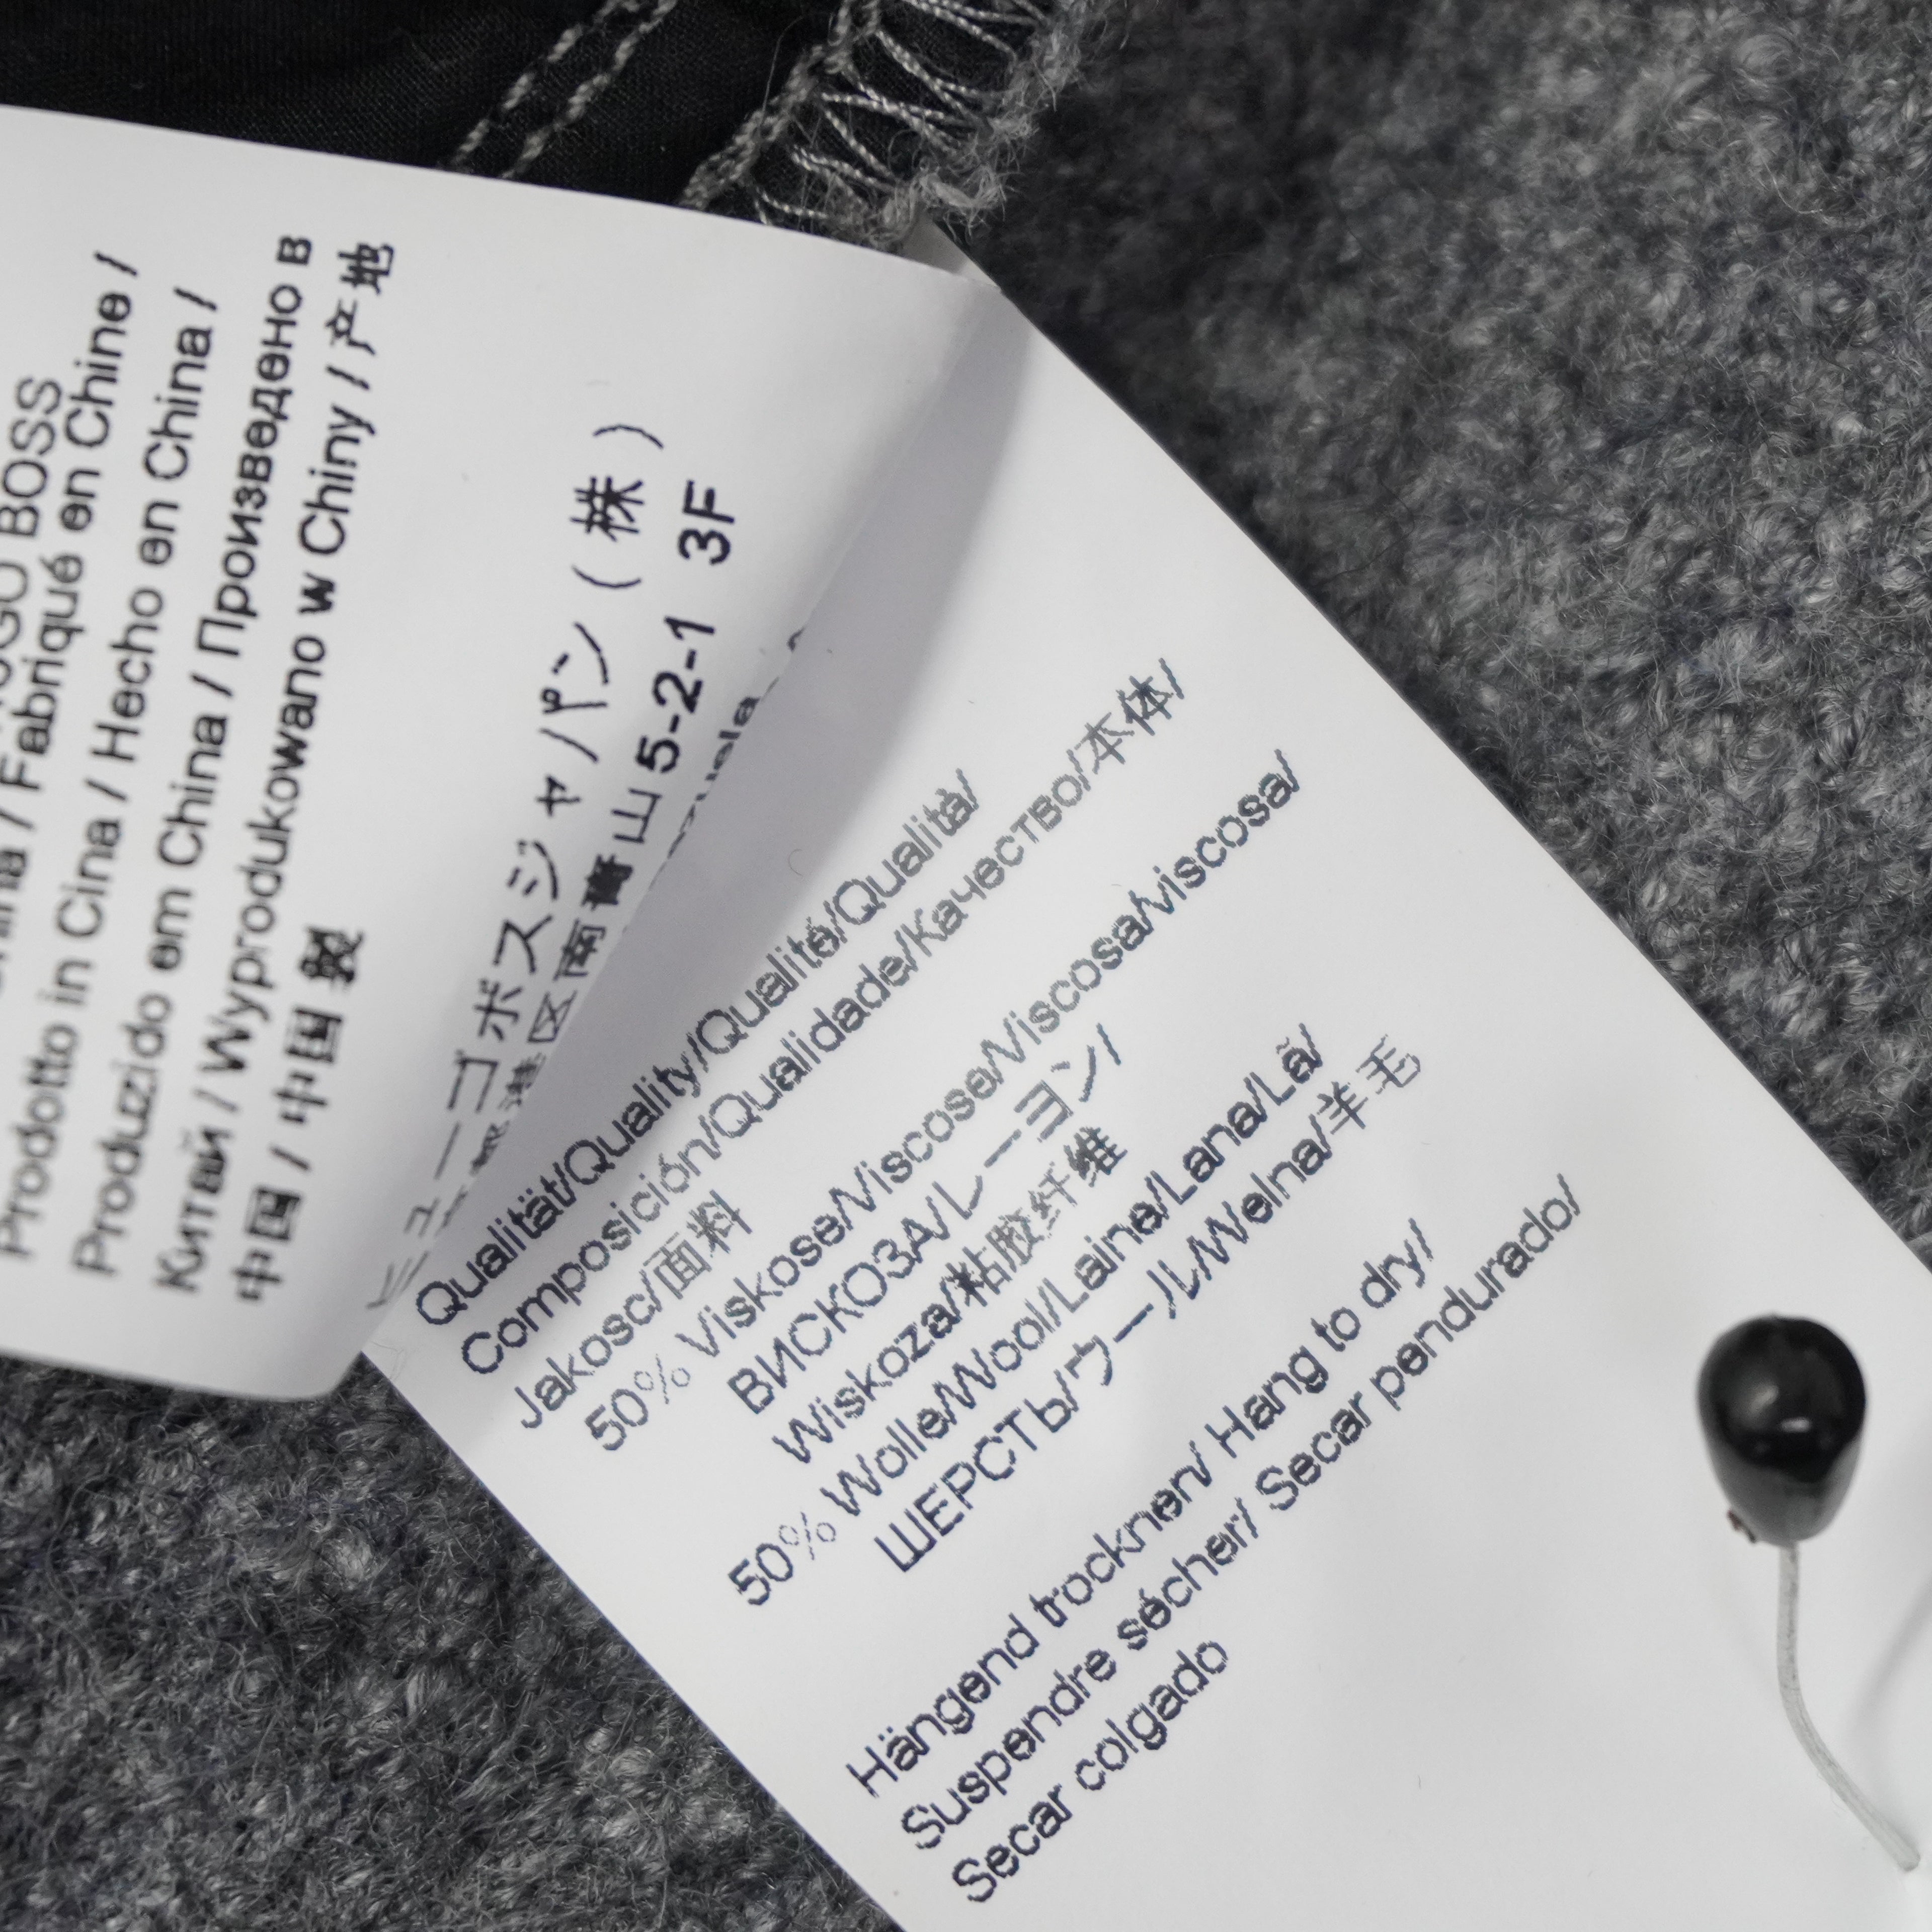 BOSS
/ Fabriqué en Chine /
Prodotto in Cina / Hecho en China /
Produzido em China / Произведено в
Китай / Wyprodukowano w Chiny / 产地
中国 / 中国 製
ヒューゴ ボスジャパン ( 株 )
港区南青山 5-2-1 3F
Qualität/Quality/Qualité/Qualità/
Composición/Qualidade/Качество/本体/
Jakosc/面料
50% Viskose/Viscose/Viscosa/viscosa/
ВИСКОЗА/レーヨン/
Wiskoza/粘胶纤维
50% Wolle/Wool/Laine/Lana/Lã/
ШЕРСТЬ/ウール/Wełna/羊毛
Hängend trocknen/ Hang to dry/
Suspendre sécher/ Secar pendurado/
Secar colgado